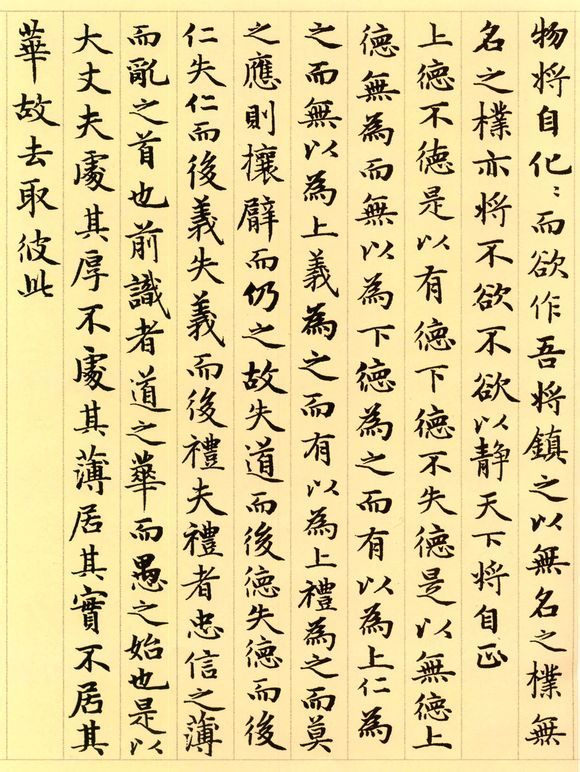 物将自化〻而欲作吾将鎮之以無名之樸無
名之樸亦将不欲不欲以静天下将自正
上德不德是以有德下德不失德是以無德上
德無為而無以為下德為之而有以為上仁為
之而無以為上義為之而有以為上禮為之而莫
之應則攘臂而仍之故失道而後德失德而後
仁失仁而後義失義而後禮夫禮者忠信之薄
而亂之首也前識者道之華而愚之始也是以
大丈夫處其厚不處其薄居其實不居其
華故去取彼此